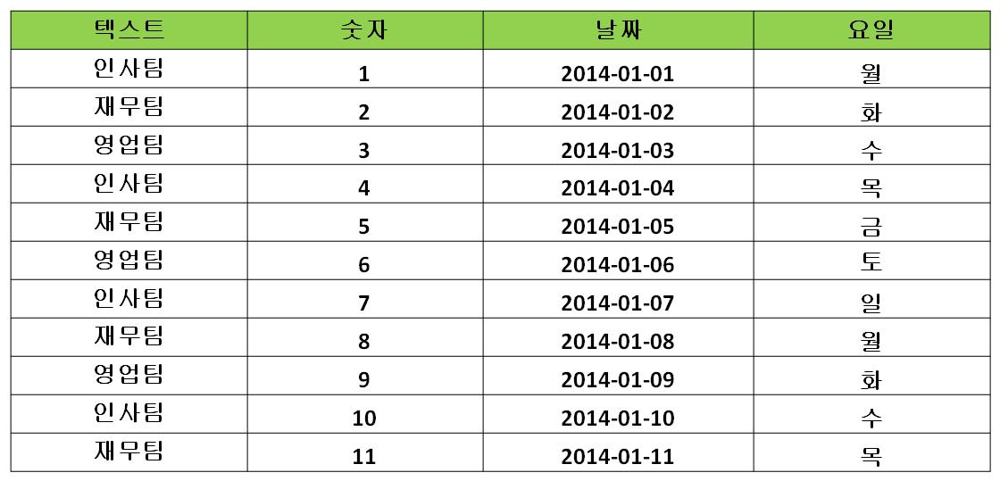 텍스트 숫자 날짜 요일
인사팀 1 2014-01-01 월
재무팀 2 2014-01-02 화
영업팀 3 2014-01-03 수
인사팀 4 2014-01-04 목
재무팀 5 2014-01-05 금
영업팀 6 2014-01-06 토
인사팀 7 2014-01-07 일
재무팀 8 2014-01-08 월
영업팀 9 2014-01-09 화
인사팀 10 2014-01-10 수
재무팀 11 2014-01-11 목